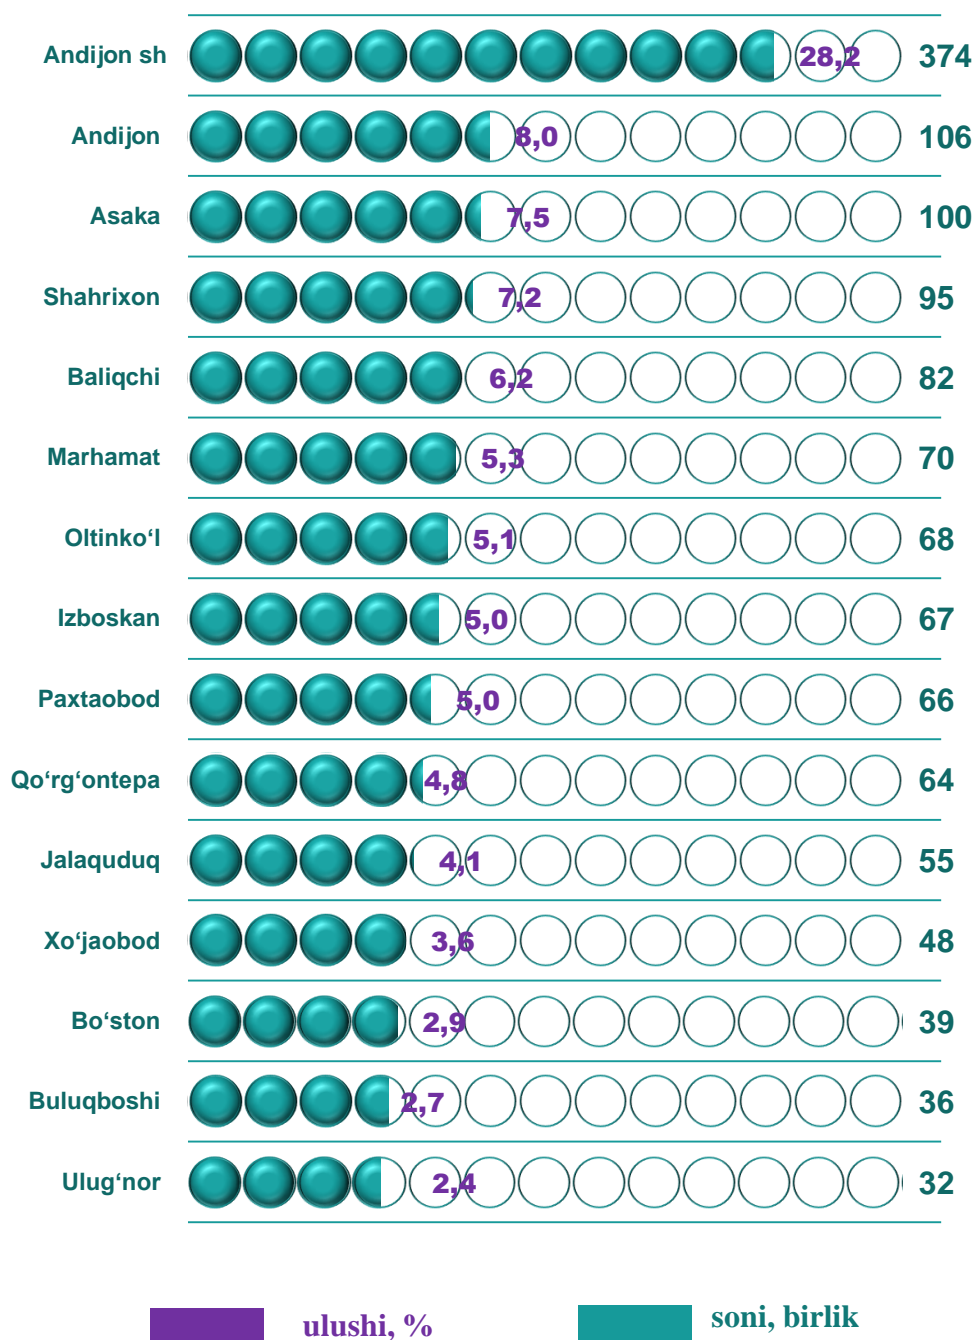 Andijon sh 28,2 374
Andijon 8,0 106
Asaka 7,5 100
Shahrixon 7,2 95
Baliqchi 6,2 82
Marhamat 5,3 70
Oltinko‘l 5,1 68
Izboskan 5,0 67
Paxtaobod 5,0 66
Qo‘rg‘ontepa 4,8 64
Jalaquduq 4,1 55
Xo‘jaobod 3,6 48
Bo‘ston 2,9 39
Buluqboshi 2,7 36
Ulug‘nor 2,4 32
ulushi, % soni, birlik